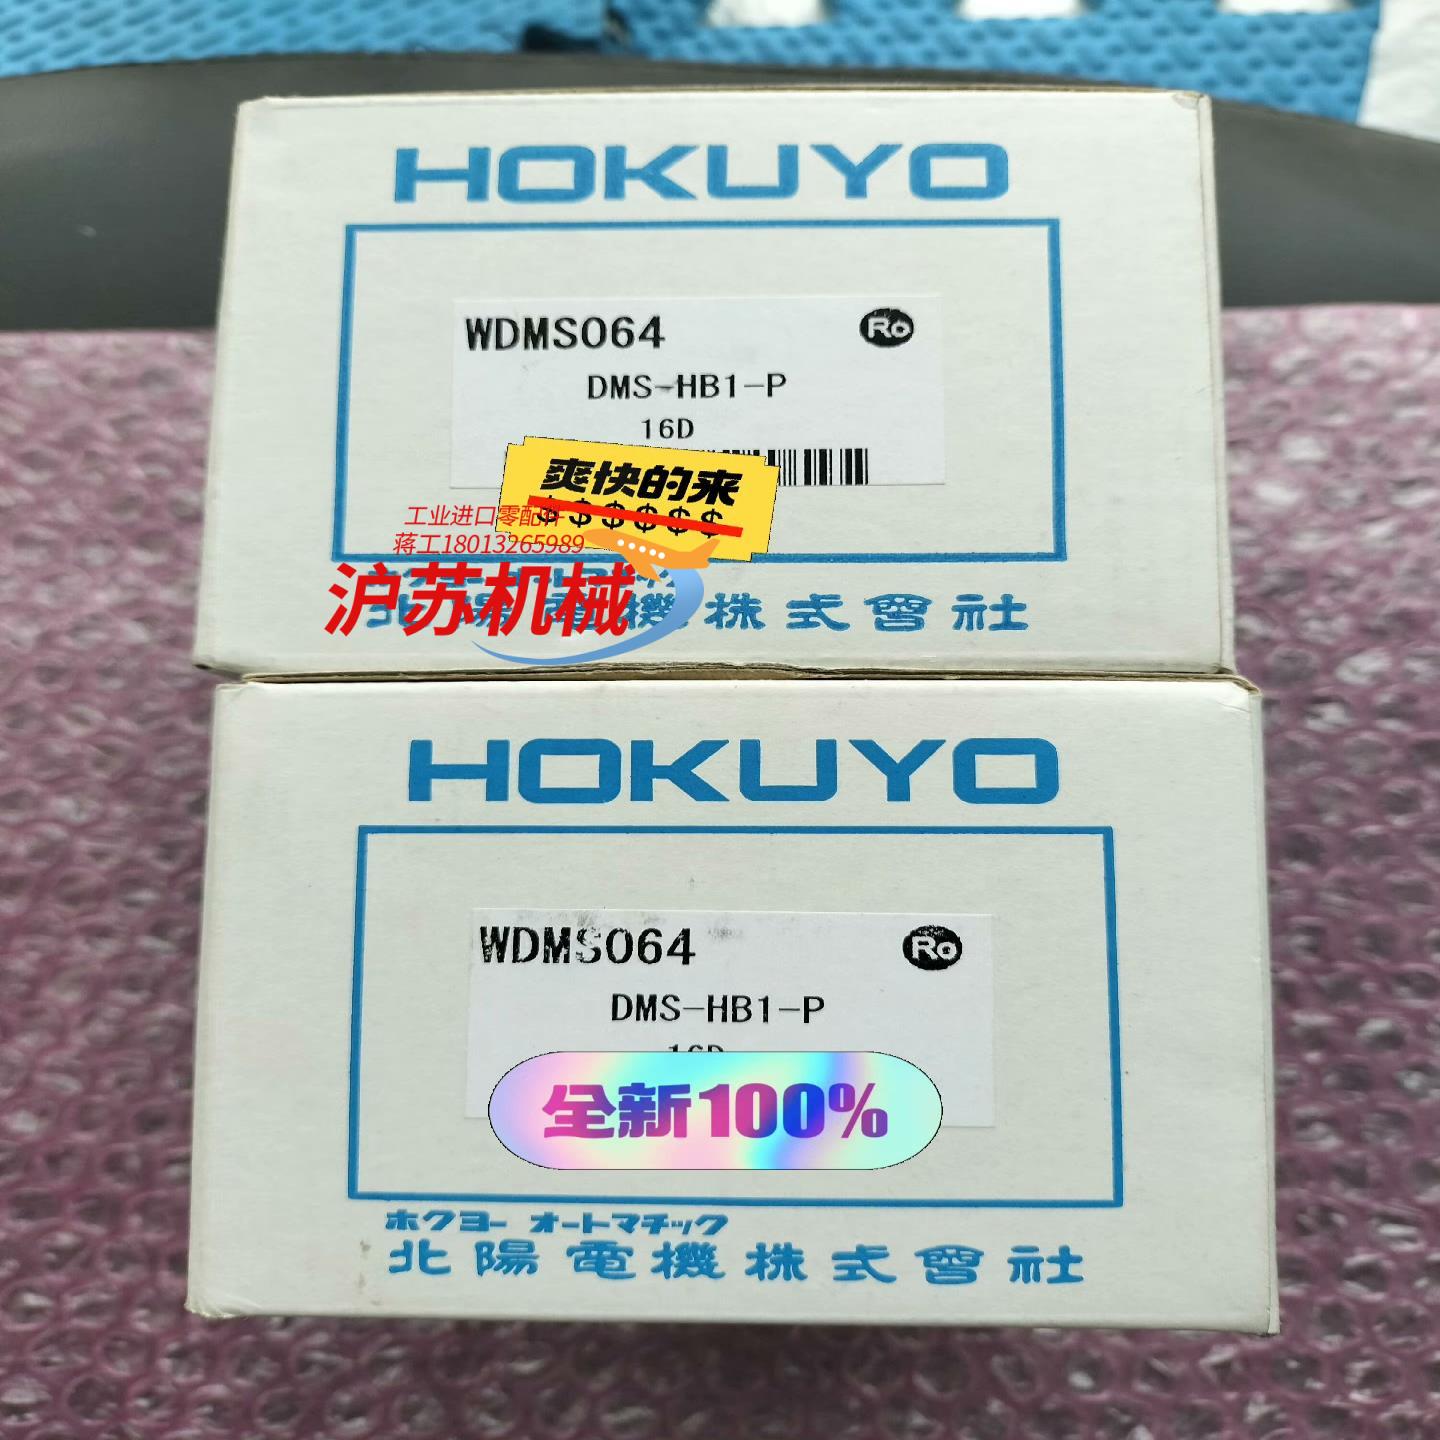 HOKUYO
WDMS064
Ro
DMS-HB1-P
16D
爽快的来
$$$$$$
工业进口零配件
蒋工18013265989
沪苏机械
株式會社
HOKUYO
WDMS064
Ro
DMS-HB1-P
16D
全新100%
ホクヨー オートマチック
北陽電機株式會社